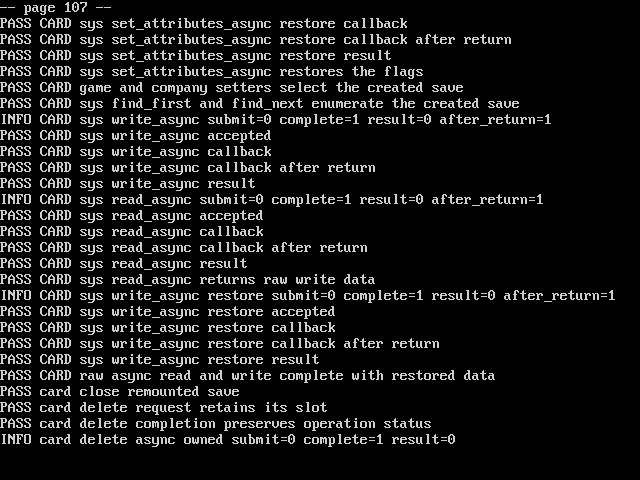 -- page 107 --
PASS CARD sys set_attributes_async restore callback
PASS CARD sys set_attributes_async restore callback after return
PASS CARD sys set_attributes_async restore result
PASS CARD sys set_attributes_async restores the flags
PASS CARD game and company setters select the created save
PASS CARD sys find_first and find_next enumerate the created save
INFO CARD sys write_async submit=0 complete=1 result=0 after_return=1
PASS CARD sys write_async accepted
PASS CARD sys write_async callback
PASS CARD sys write_async callback after return
PASS CARD sys write_async result
INFO CARD sys read_async submit=0 complete=1 result=0 after_return=1
PASS CARD sys read_async accepted
PASS CARD sys read_async callback
PASS CARD sys read_async callback after return
PASS CARD sys read_async result
PASS CARD sys read_async returns raw write data
INFO CARD sys write_async restore submit=0 complete=1 result=0 after_return=1
PASS CARD sys write_async restore accepted
PASS CARD sys write_async restore callback
PASS CARD sys write_async restore callback after return
PASS CARD sys write_async restore result
PASS CARD raw async read and write complete with restored data
PASS card close remounted save
PASS card delete request retains its slot
PASS card delete completion preserves operation status
INFO card delete async owned submit=0 complete=1 result=0